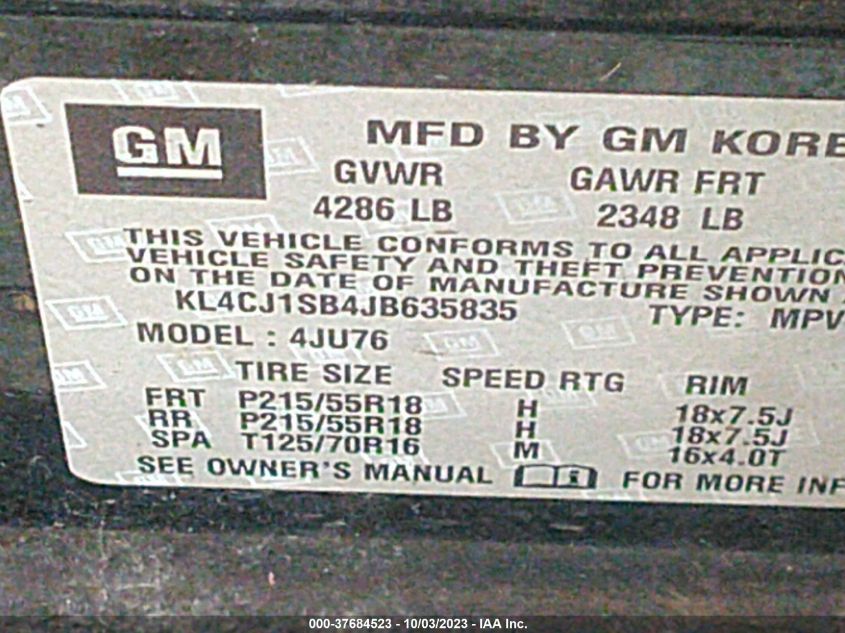 GM
MFD BY GM KORE
GVWR GAWR FRT
4286 LB 2348 LB
THIS VEHICLE CONFORMS TO ALL APPLIC
VEHICLE SAFETY AND THEFT PREVENTION
ON THE DATE OF MANUFACTURE SHOWN
KL4CJ1SB4JB635835 TYPE: MPV
MODEL : 4JU76
TIRE SIZE SPEED RTG RIM
FRT P215/55R18 H 18x7.5J
RR P215/55R18 H 18x7.5J
SPA T125/70R16 M 16x4.0T
SEE OWNER'S MANUAL i FOR MORE INF
000-37684523 - 10/03/2023 - IAA Inc.